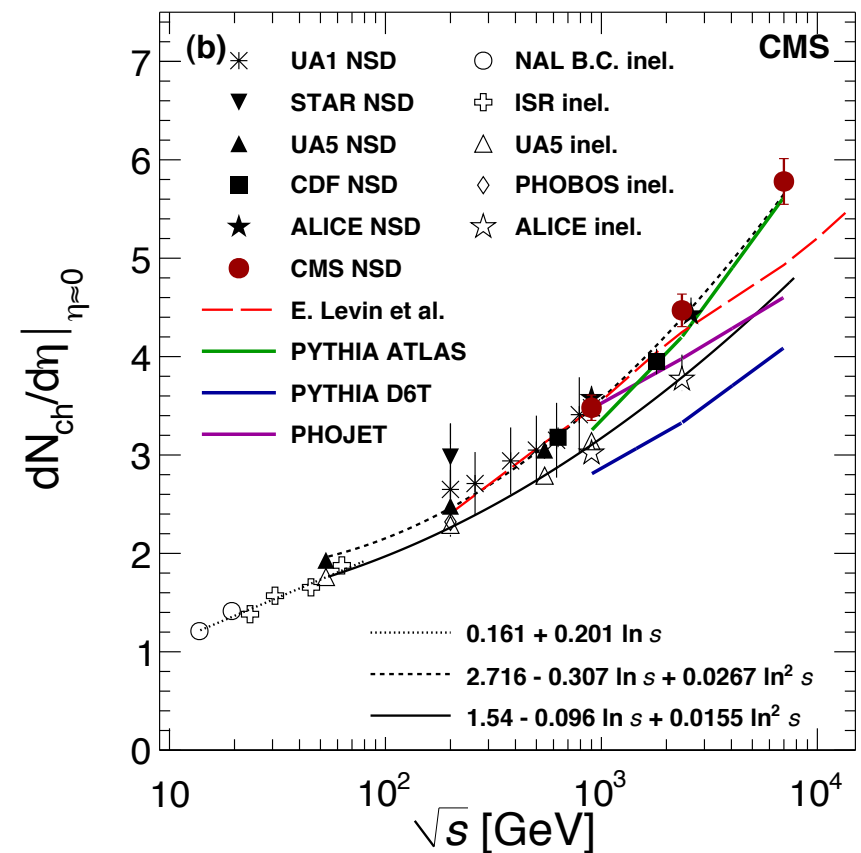 (b)
CMS
UA1 NSD
STAR NSD
UA5 NSD
CDF NSD
ALICE NSD
CMS NSD
E. Levin et al.
PYTHIA ATLAS
PYTHIA D6T
PHOJET
NAL B.C. inel.
ISR inel.
UA5 inel.
PHOBOS inel.
ALICE inel.
0.161 + 0.201 ln s
2.716 - 0.307 ln s + 0.0267 ln² s
1.54 - 0.096 ln s + 0.0155 ln² s
7
6
5
4
3
2
1
0
dN_ch/dη|_η≈0
10
10²
10³
10⁴
√s [GeV]